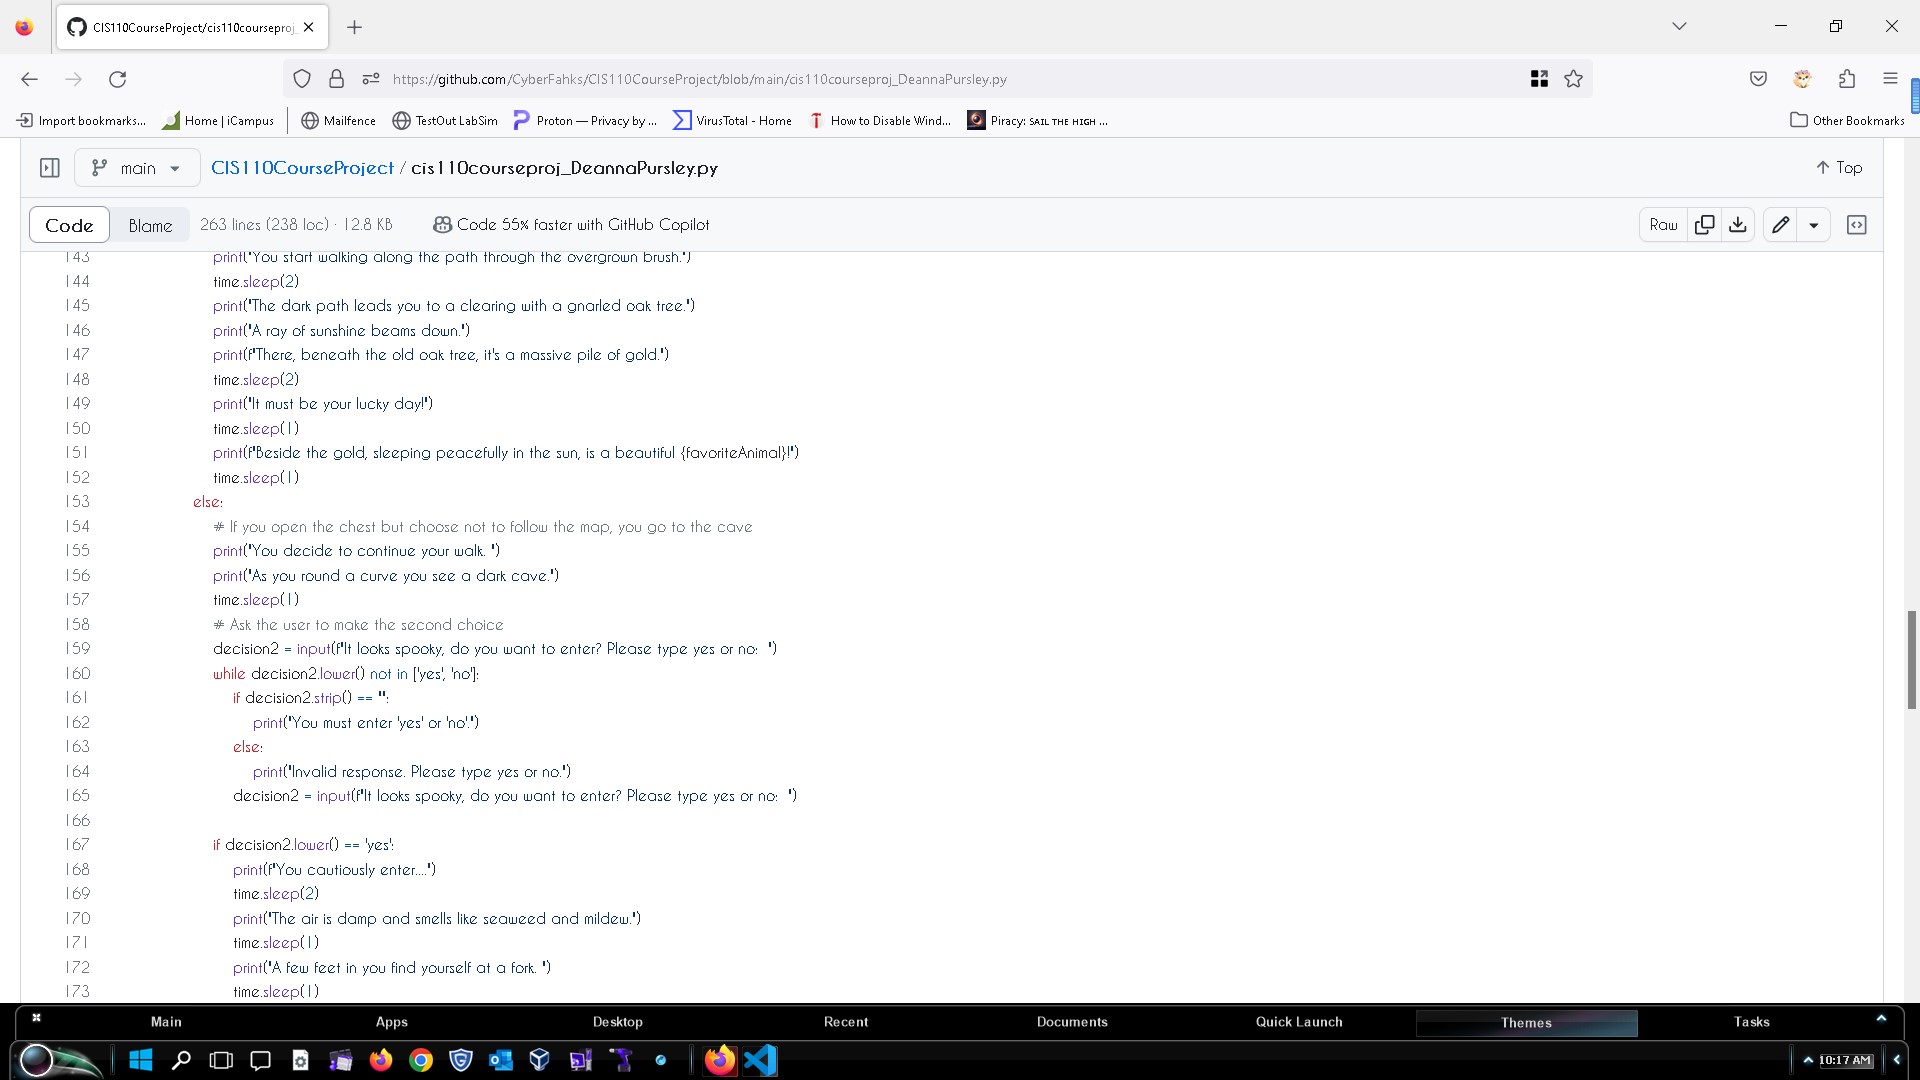 CIS110CourseProject/cis110courseproj_
https://github.com/CyberFahks/CIS110CourseProject/blob/main/cis110courseproj_DeannaPursley.py
Import bookmarks... Home | iCampus Mailfence TestOut LabSim Proton — Privacy by ... VirusTotal - Home How to Disable Wind... Piracy: SAIL THE HIGH ... Other Bookmarks
main CIS110CourseProject / cis110courseproj_DeannaPursley.py Top
Code Blame 263 lines (238 loc) · 12.8 KB Code 55% faster with GitHub Copilot Raw
143 print("You start walking along the path through the overgrown brush.")
144 time.sleep(2)
145 print("The dark path leads you to a clearing with a gnarled oak tree.")
146 print("A ray of sunshine beams down.")
147 print(f"There, beneath the old oak tree, it's a massive pile of gold.")
148 time.sleep(2)
149 print("It must be your lucky day!")
150 time.sleep(1)
151 print(f"Beside the gold, sleeping peacefully in the sun, is a beautiful {favoriteAnimal}!")
152 time.sleep(1)
153 else:
154 # If you open the chest but choose not to follow the map, you go to the cave
155 print("You decide to continue your walk. ")
156 print("As you round a curve you see a dark cave.")
157 time.sleep(1)
158 # Ask the user to make the second choice
159 decision2 = input(f"It looks spooky, do you want to enter? Please type yes or no:  ")
160 while decision2.lower() not in ['yes', 'no']:
161 if decision2.strip() == "":
162 print("You must enter 'yes' or 'no'.")
163 else:
164 print("Invalid response. Please type yes or no.")
165 decision2 = input(f"It looks spooky, do you want to enter? Please type yes or no:  ")
166
167 if decision2.lower() == 'yes':
168 print(f"You cautiously enter....")
169 time.sleep(2)
170 print("The air is damp and smells like seaweed and mildew.")
171 time.sleep(1)
172 print("A few feet in you find yourself at a fork. ")
173 time.sleep(1)
Main Apps Desktop Recent Documents Quick Launch Themes Tasks
10:17 AM